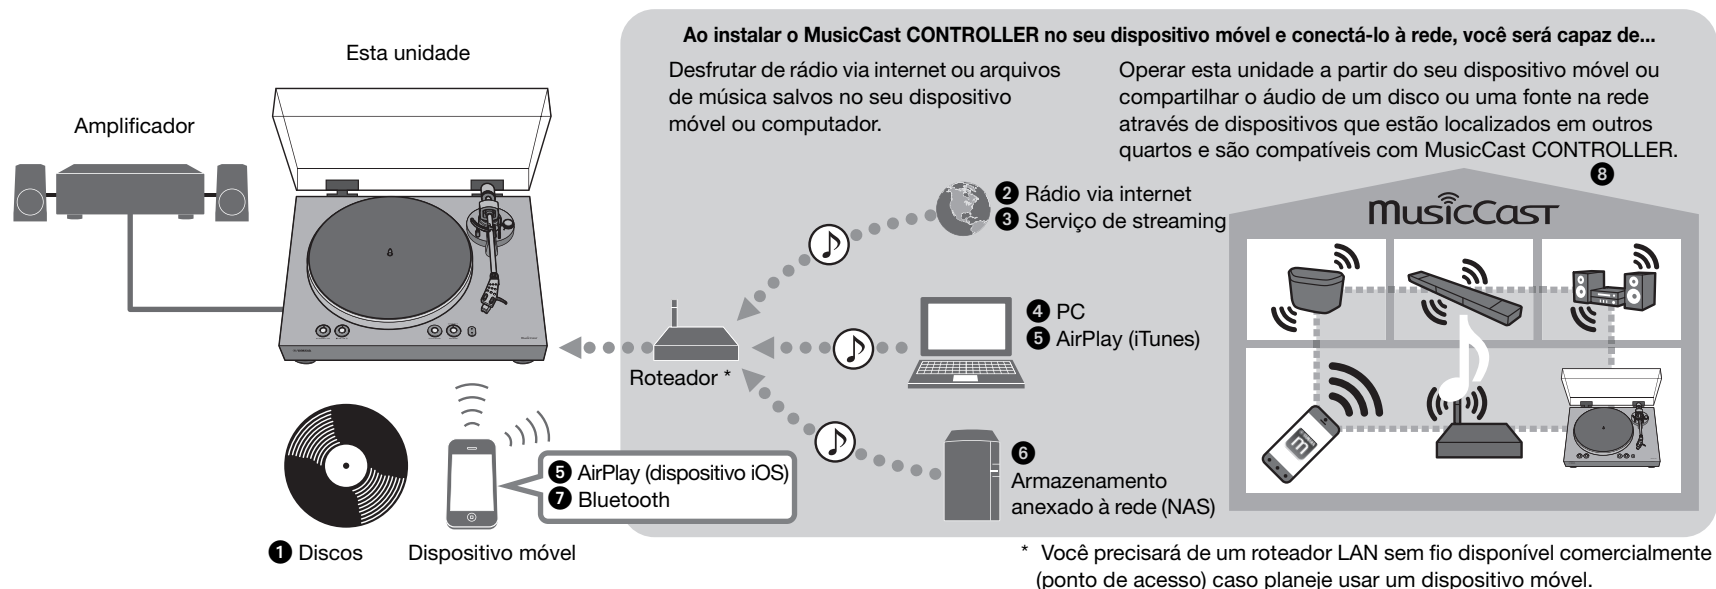 Ao instalar o MusicCast CONTROLLER no seu dispositivo móvel e conectá-lo à rede, você será capaz de...
Esta unidade
Amplificador
Desfrutar de rádio via internet ou arquivos
de música salvos no seu dispositivo
móvel ou computador.
Operar esta unidade a partir do seu dispositivo móvel ou
compartilhar o áudio de um disco ou uma fonte na rede
através de dispositivos que estão localizados em outros
quartos e são compatíveis com MusicCast CONTROLLER.
8
MusicCast
2 Rádio via internet
3 Serviço de streaming
4 PC
5 AirPlay (iTunes)
Roteador *
6
Armazenamento
anexado à rede (NAS)
5 AirPlay (dispositivo iOS)
7 Bluetooth
1 Discos
Dispositivo móvel
* Você precisará de um roteador LAN sem fio disponível comercialmente
(ponto de acesso) caso planeje usar um dispositivo móvel.